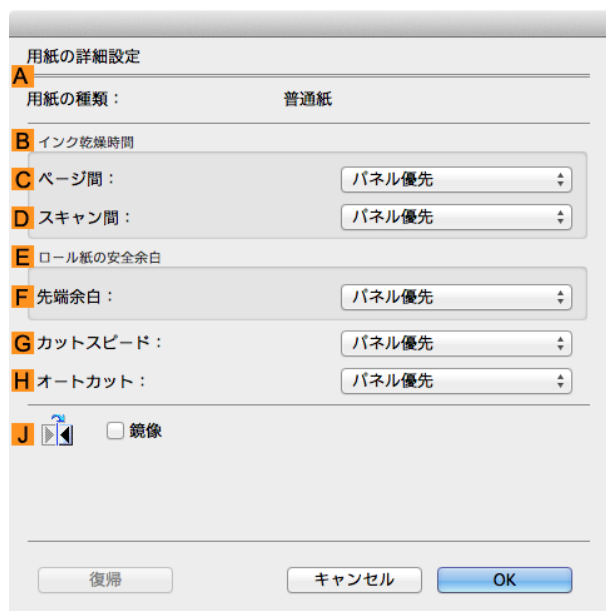 用紙の詳細設定
A
用紙の種類： 普通紙
B インク乾燥時間
C ページ間： パネル優先
D スキャン間： パネル優先
E ロール紙の安全余白
F 先端余白： パネル優先
G カットスピード： パネル優先
H オートカット： パネル優先
J 鏡像
復帰 キャンセル OK